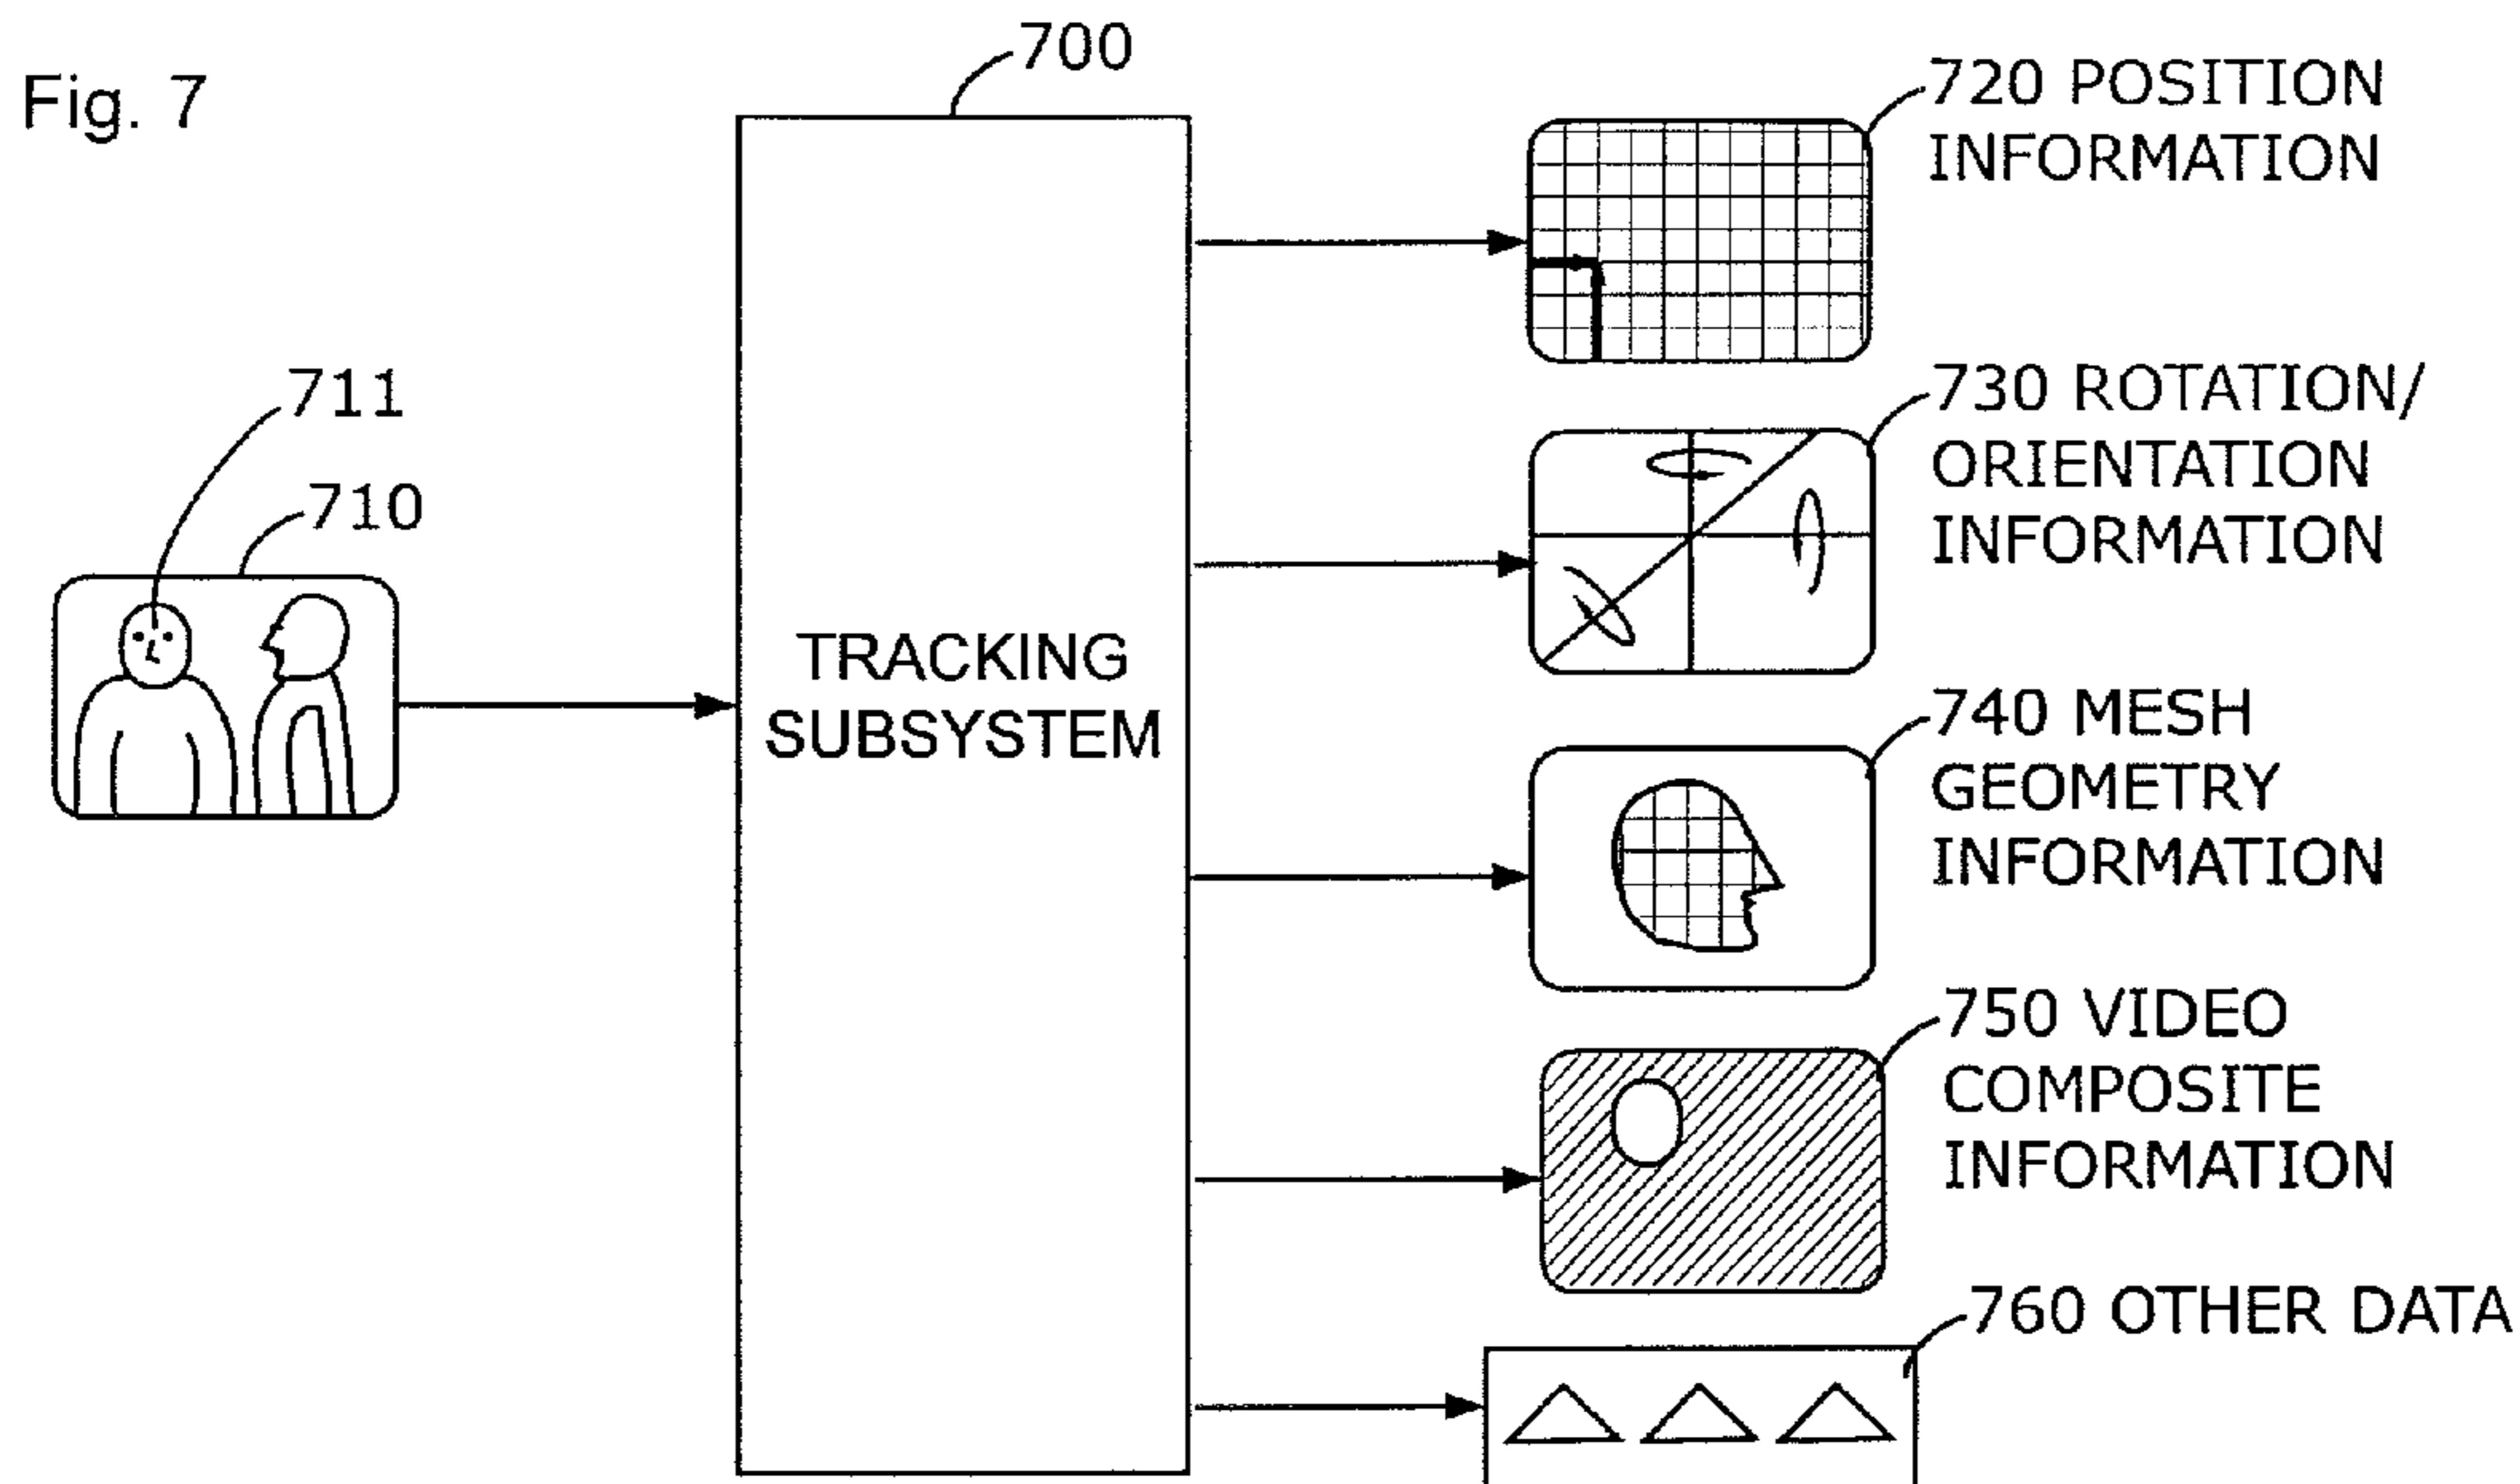 Fig. 7
700
711
710
TRACKING
SUBSYSTEM
720 POSITION
INFORMATION
730 ROTATION/
ORIENTATION
INFORMATION
740 MESH
GEOMETRY
INFORMATION
750 VIDEO
COMPOSITE
INFORMATION
760 OTHER DATA